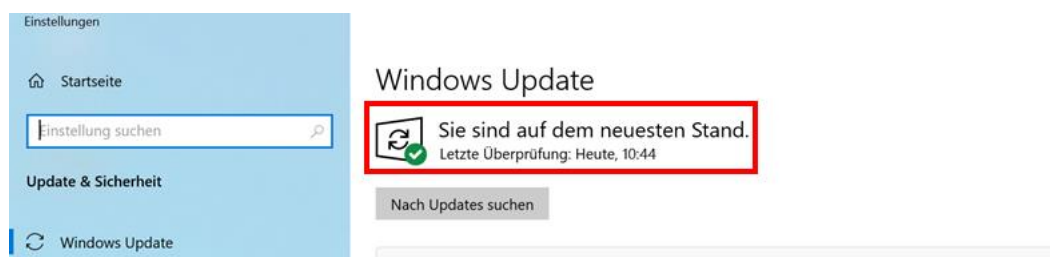 Einstellungen
Startseite
Einstellung suchen
Update & Sicherheit
Windows Update
Windows Update
Sie sind auf dem neuesten Stand.
Letzte Überprüfung: Heute, 10:44
Nach Updates suchen